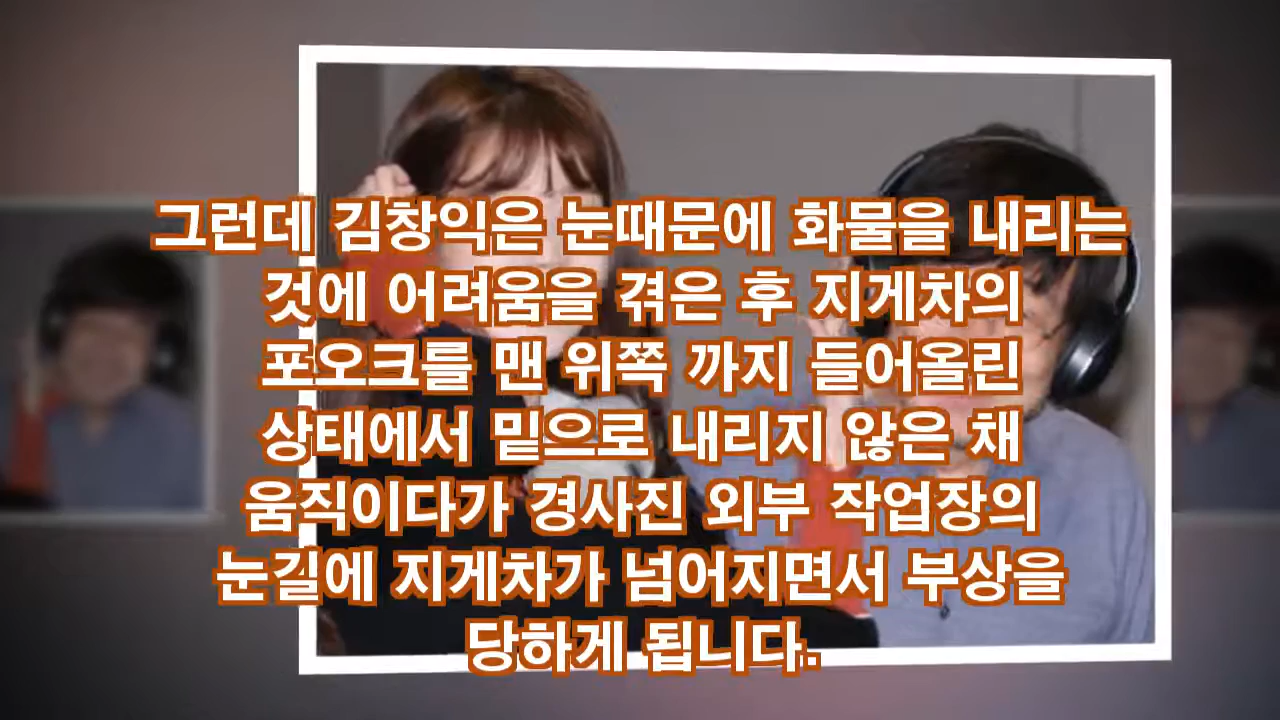 그런데 김창익은 눈때문에 화물을 내리는
것에 어려움을 겪은 후 지게차의
포오크를 맨 위쪽 까지 들어올린
상태에서 밑으로 내리지 않은 채
움직이다가 경사진 외부 작업장의
눈길에 지게차가 넘어지면서 부상을
당하게 됩니다.